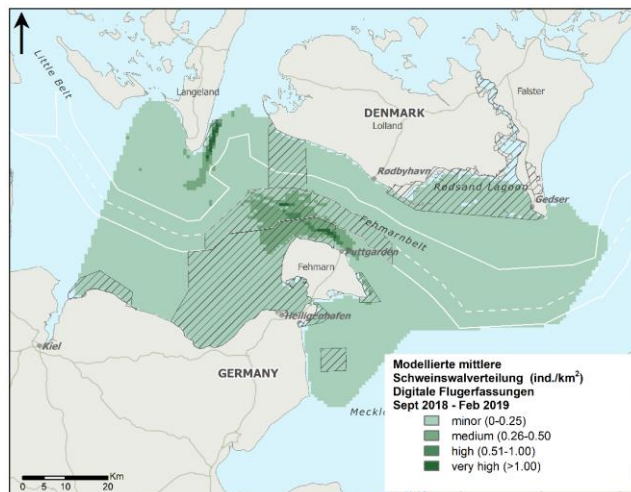 Little Belt
Langeland
DENMARK
Lolland
Falster
Rødbyhavn
Rødsand Lagoon
Gedser
Fehmarnbelt
Puttgarden
Fehmarn
Heiligenhafen
Kiel
GERMANY
Meckl
Modellierte mittlere
Schweinswalverteilung (ind./km²)
Digitale Flugerfassungen
Sept 2018 - Feb 2019
minor (0-0.25)
medium (0.26-0.50
high (0.51-1.00)
very high (>1.00)
Km
0 5 10 20